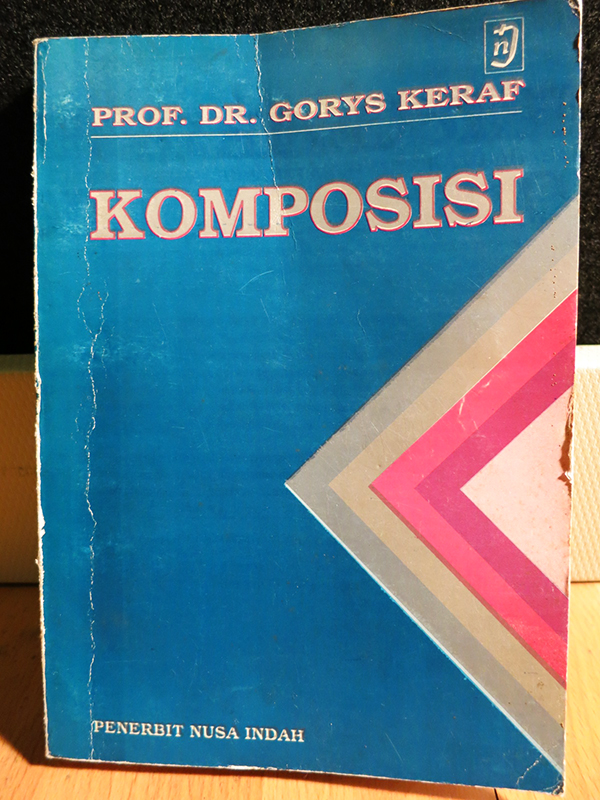 PROF. DR. GORYS KERAF
KOMPOSISI
PENERBIT NUSA INDAH